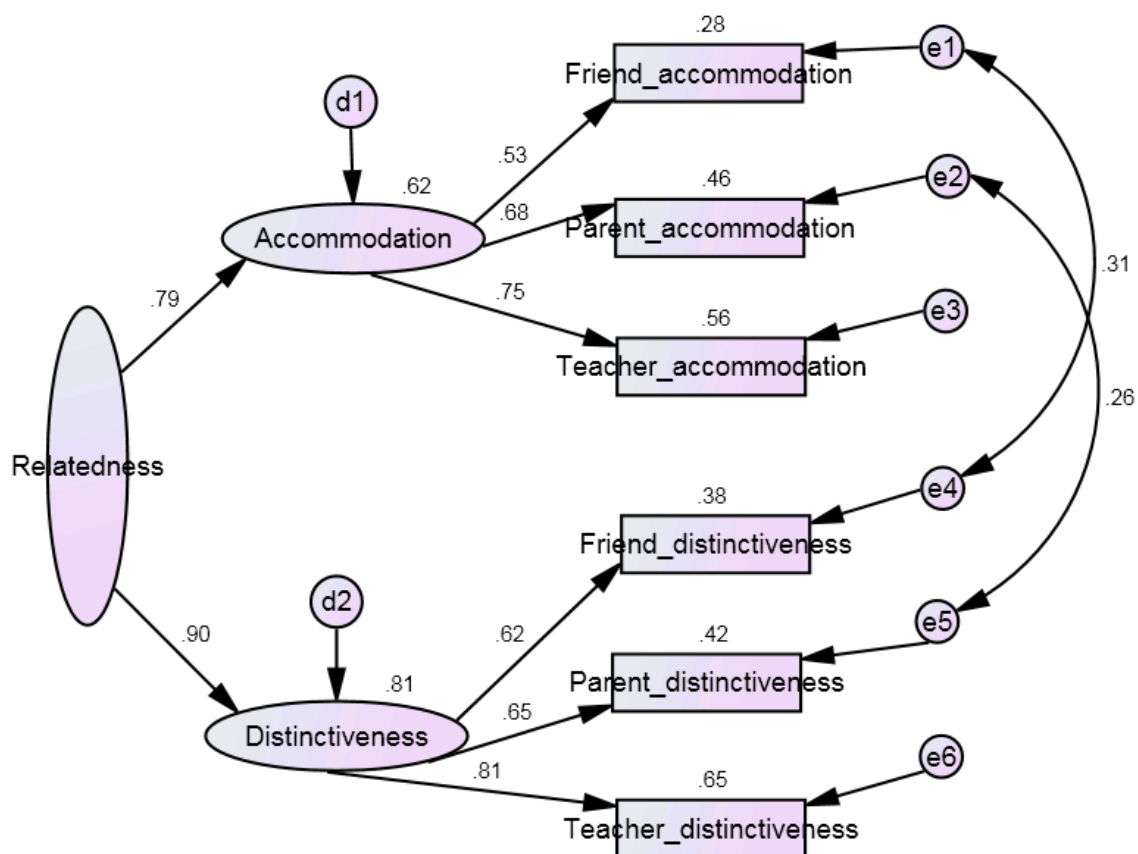 .28
e1
Friend_accommodation
d1
.53
.62
.46
e2
.68
Parent_accommodation
Accommodation
.31
.79
.75
.56
e3
Teacher_accommodation
.26
Relatedness
.38
e4
Friend_distinctiveness
d2
.90
.62
.42
e5
.81
.65
Parent_distinctiveness
Distinctiveness
.81
.65
e6
Teacher_distinctiveness